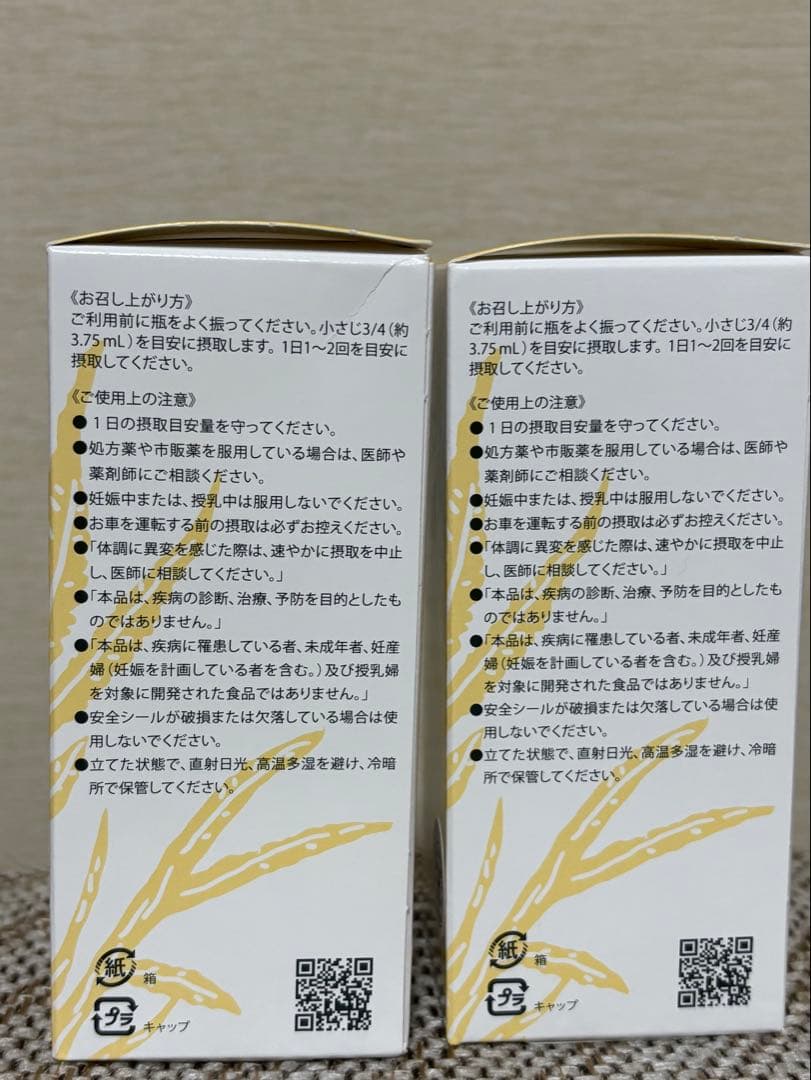 《お召し上がり方》
ご利用前に瓶をよく振ってください。小さじ3/4(約
3.75mL)を目安に摂取します。1日1〜2回を目安に
摂取してください。
《ご使用上の注意》
●1日の摂取目安量を守ってください。
●処方薬や市販薬を服用している場合は、医師や
薬剤師にご相談ください。
●妊娠中または、授乳中は服用しないでください。
●お車を運転する前の摂取は必ずお控えください。
●「体調に異変を感じた際は、速やかに摂取を中止
し、医師に相談してください。」
●「本品は、疾病の診断、治療、予防を目的としたも
のではありません。」
●「本品は、疾病に罹患している者、未成年者、妊産
婦(妊娠を計画している者を含む。)及び授乳婦
を対象に開発された食品ではありません。」
●安全シールが破損または欠落している場合は使
用しないでください。
●立てた状態で、直射日光、高温多湿を避け、冷暗
所で保管してください。
紙 箱
プラ キャップ
《お召し上がり方》
ご利用前に瓶をよく振ってください。小さじ3/4(約
3.75mL)を目安に摂取します。1日1〜2回を目安に
摂取してください。
《ご使用上の注意》
●1日の摂取目安量を守ってください。
●処方薬や市販薬を服用している場合は、医師や
薬剤師にご相談ください。
●妊娠中または、授乳中は服用しないでください。
●お車を運転する前の摂取は必ずお控えください。
●「体調に異変を感じた際は、速やかに摂取を中止
し、医師に相談してください。」
●「本品は、疾病の診断、治療、予防を目的としたも
のではありません。」
●「本品は、疾病に罹患している者、未成年者、妊産
婦(妊娠を計画している者を含む。)及び授乳婦
を対象に開発された食品ではありません。」
●安全シールが破損または欠落している場合は使
用しないでください。
●立てた状態で、直射日光、高温多湿を避け、冷暗
所で保管してください。
紙 箱
プラ キャップ